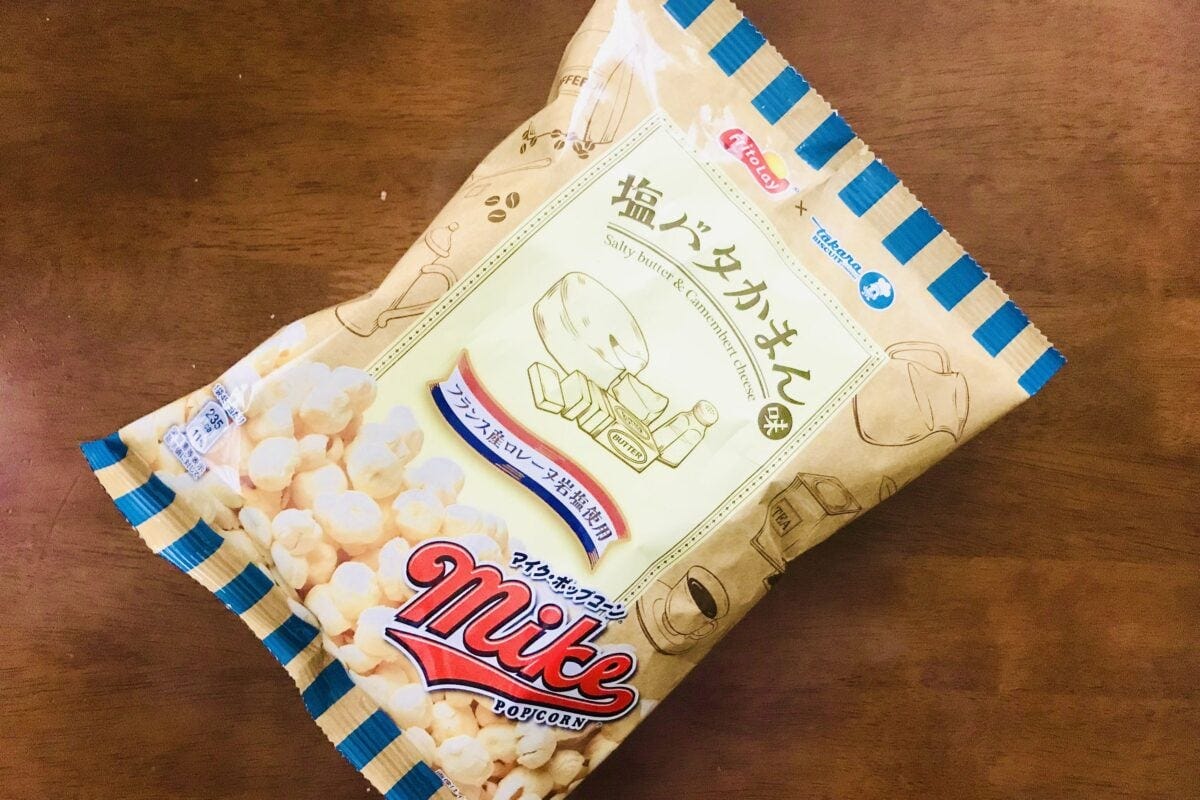 Frito Lay
×
Takara
BISCUIT
塩バタかまん味
Salty butter & Camembert cheese
BUTTER
フランス産ロレーヌ岩塩使用
TEA
マイク・ポップコーン
mike
POPCORN
235